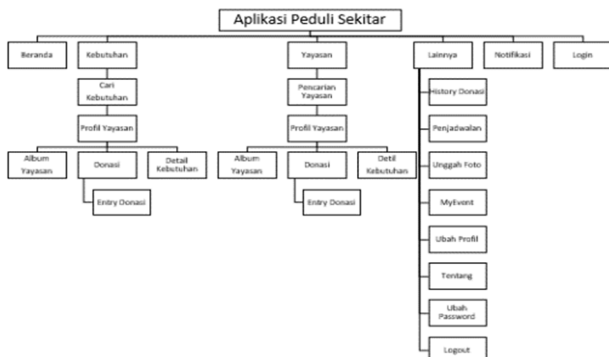 Aplikasi Peduli Sekitar
Beranda
Kebutuhan
Yayasan
Lainnya
Notifikasi
Login
Cari
Kebutuhan
Pencarian
Yayasan
History Donasi
Profil Yayasan
Profil Yayasan
Penjadwalan
Album
Yayasan
Donasi
Detail
Kebutuhan
Album
Yayasan
Donasi
Detil
Kebutuhan
Unggah Foto
Entry Donasi
Entry Donasi
MyEvent
Ubah Profil
Tentang
Ubah
Password
Logout